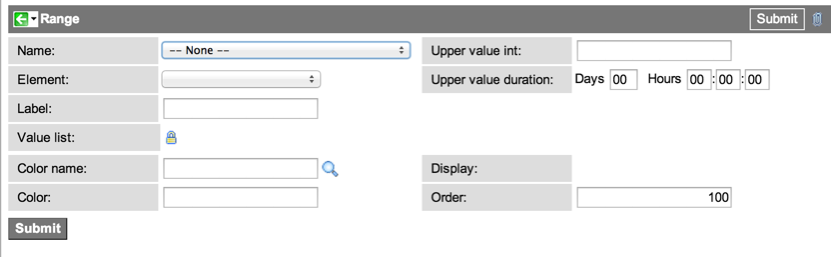 Range Submit
Name: -- None -- Upper value int:
Element: Upper value duration: Days 00 Hours 00 : 00 : 00
Label:
Value list:
Color name: Display:
Color: Order: 100
Submit